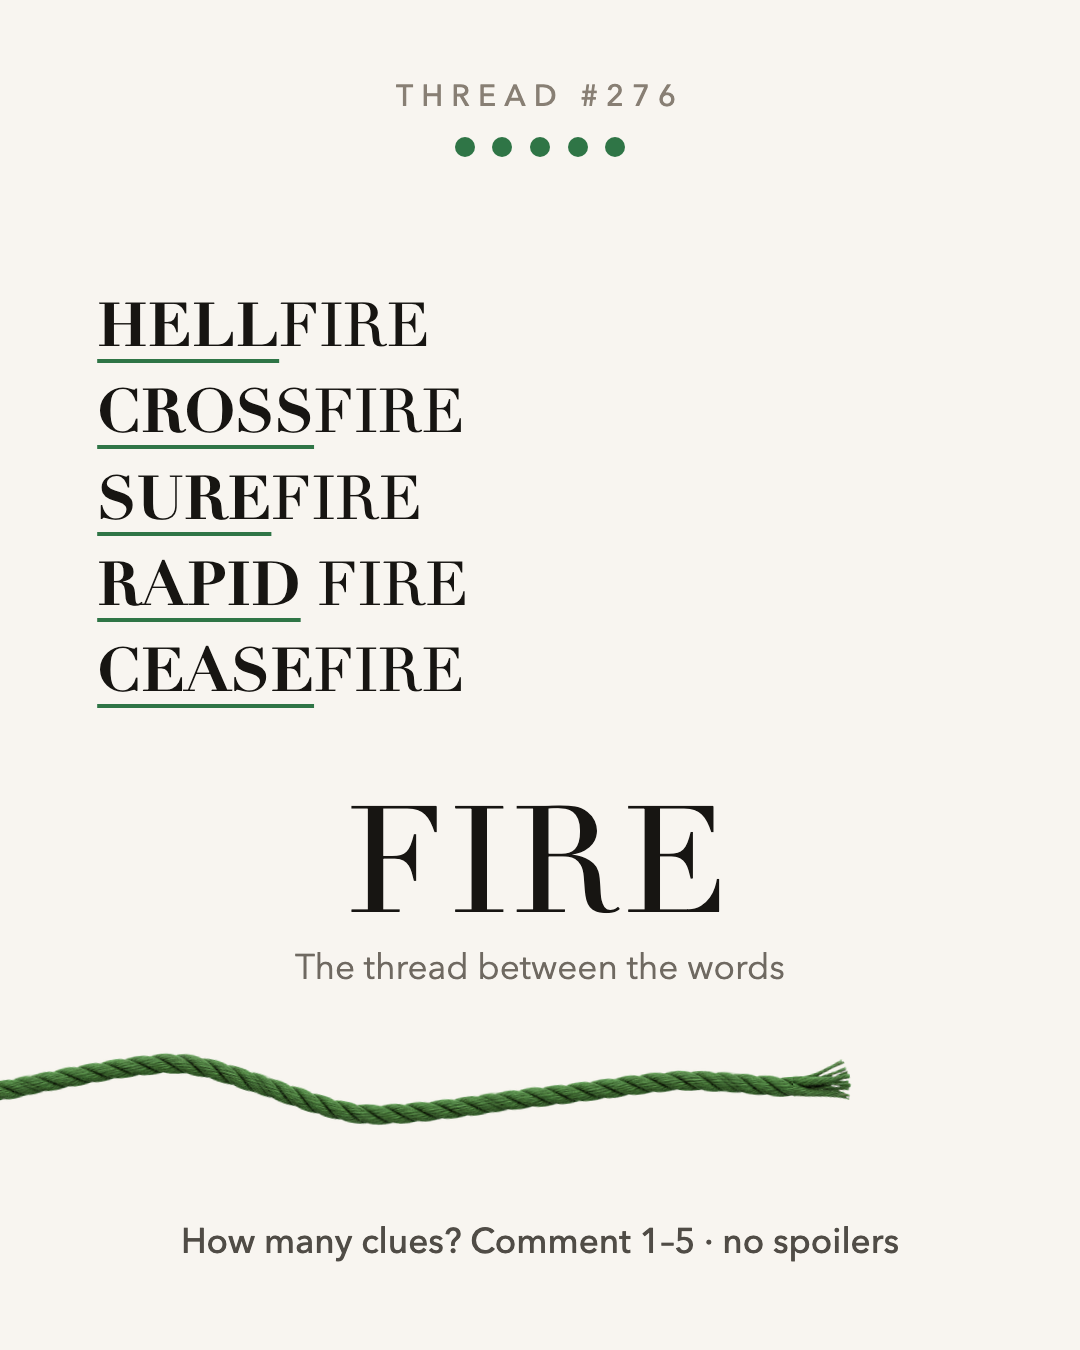 THREAD #276
HELLFIRE
CROSSFIRE
SUREFIRE
RAPID FIRE
CEASEFIRE
FIRE
The thread between the words
How many clues? Comment 1–5 · no spoilers